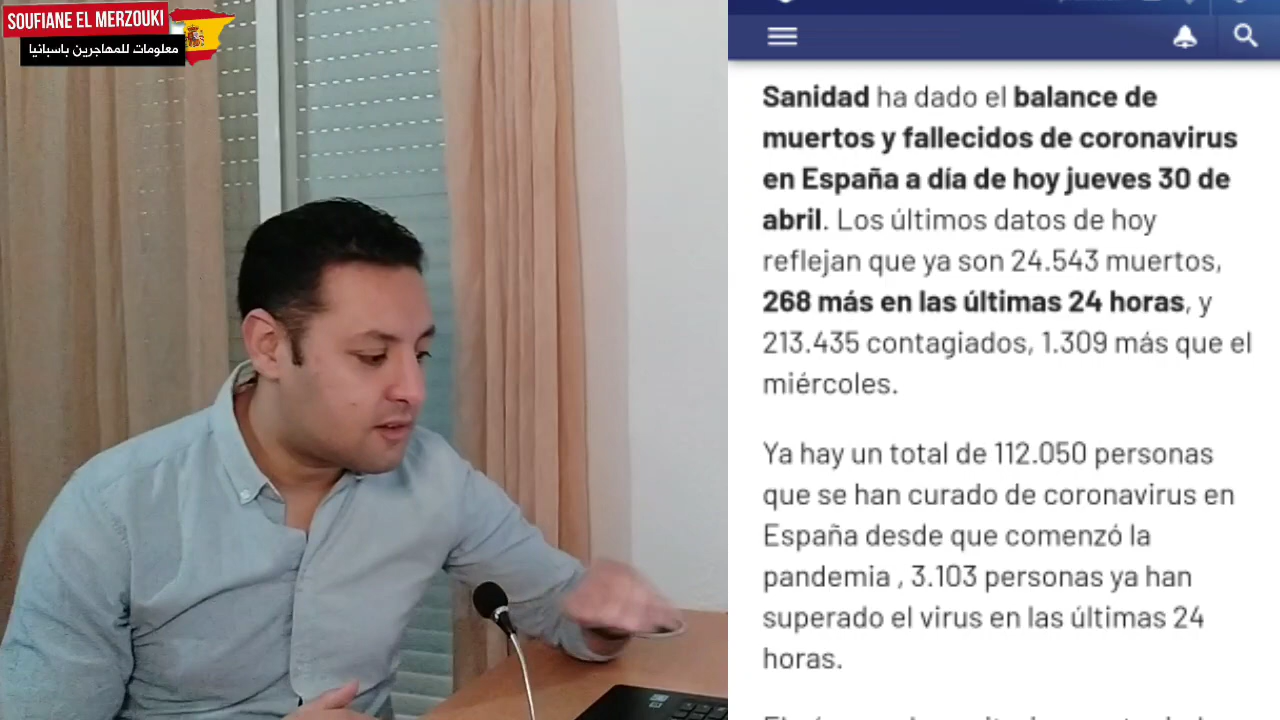 SOUFIANE EL MERZOUKI
معلومات للمهاجرين باسبانيا
Sanidad ha dado el balance de
muertos y fallecidos de coronavirus
en España a día de hoy jueves 30 de
abril. Los últimos datos de hoy
reflejan que ya son 24.543 muertos,
268 más en las últimas 24 horas, y
213.435 contagiados, 1.309 más que el
miércoles.
Ya hay un total de 112.050 personas
que se han curado de coronavirus en
España desde que comenzó la
pandemia , 3.103 personas ya han
superado el virus en las últimas 24
horas.